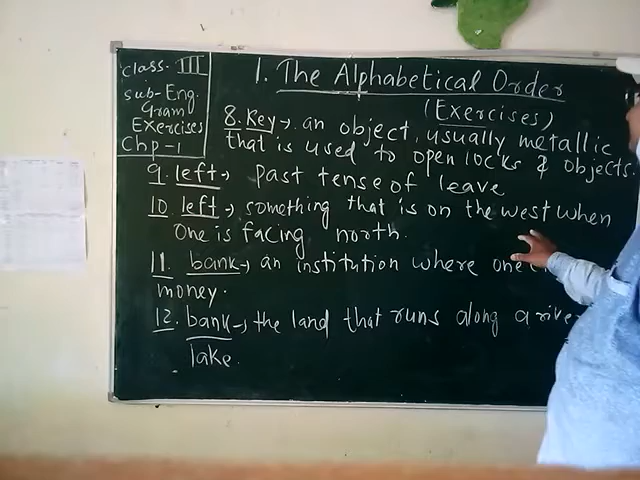 Class- III
Sub- Eng.
Gram
Exercises
Chp-1
1. The Alphabetical Order
(Exercises)
8. Key → an object, usually metallic
that is used to open locks & objects.
9. left → past tense of leave
10. left → something that is on the west when
one is facing north.
11. bank → an institution where one
money.
12. bank → the land that runs along a
lake.